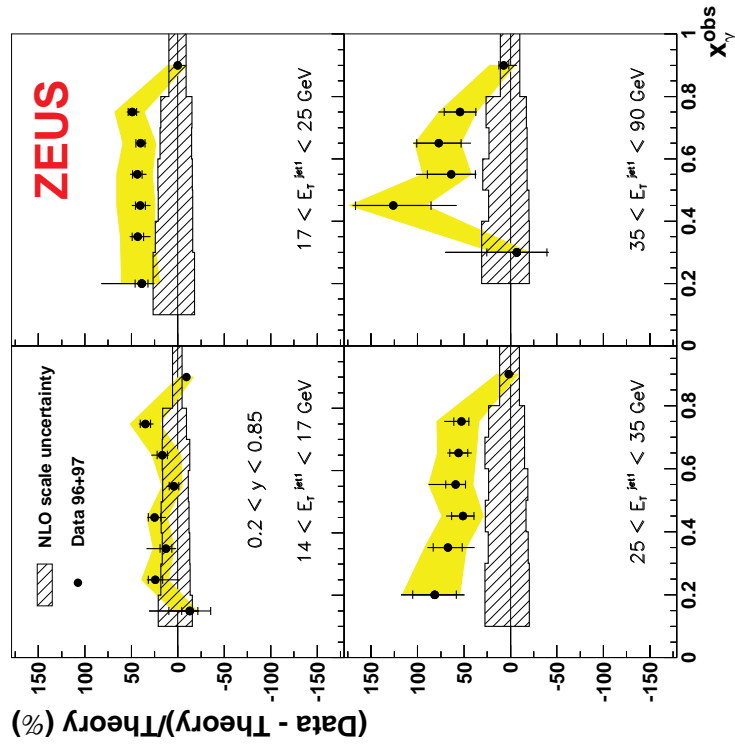 ZEUS
NLO scale uncertainty
Data 96+97
0.2 < y < 0.85
14 < E_T^jet1 < 17 GeV
17 < E_T^jet1 < 25 GeV
150
100
50
0
-50
-100
-150
25 < E_T^jet1 < 35 GeV
35 < E_T^jet1 < 90 GeV
150
100
50
0
-50
-100
-150
0
0.2
0.4
0.6
0.8
0
0.2
0.4
0.6
0.8
1
x_γ^obs
(Data - Theory)/Theory (%)